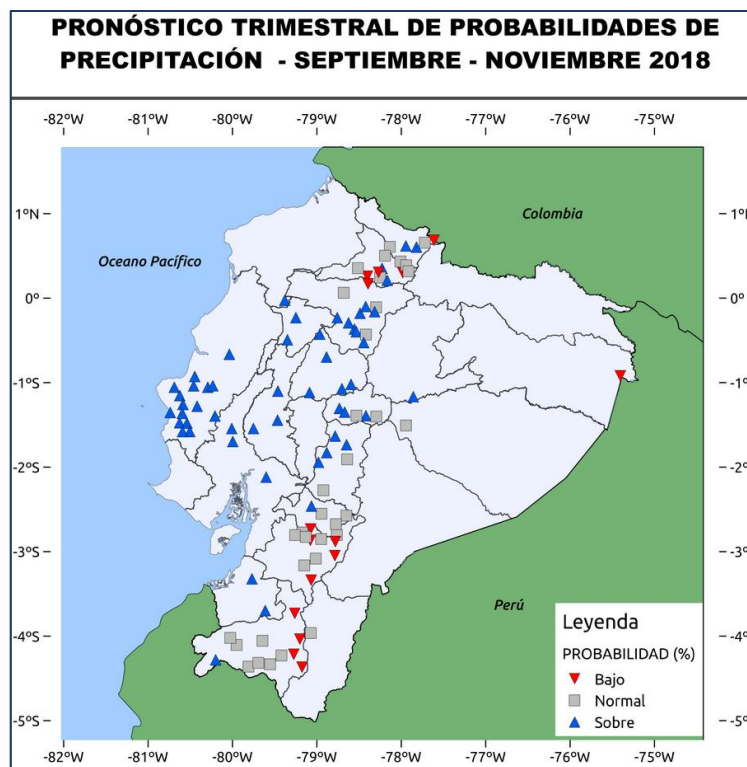 PRONÓSTICO TRIMESTRAL DE PROBABILIDADES DE
PRECIPITACIÓN - SEPTIEMBRE - NOVIEMBRE 2018
-82°W -81°W -80°W -79°W -78°W -77°W -76°W -75°W
1°N 1°N
Colombia
Oceano Pacífico
0° 0°
-1°S -1°S
-2°S -2°S
-3°S -3°S
Perú
Leyenda
-4°S -4°
PROBABILIDAD (%)
Bajo
Normal
Sobre
-5°S -5°S
-82°W -81°W -80°W -79°W -78°W -77°W -76°W -75°W